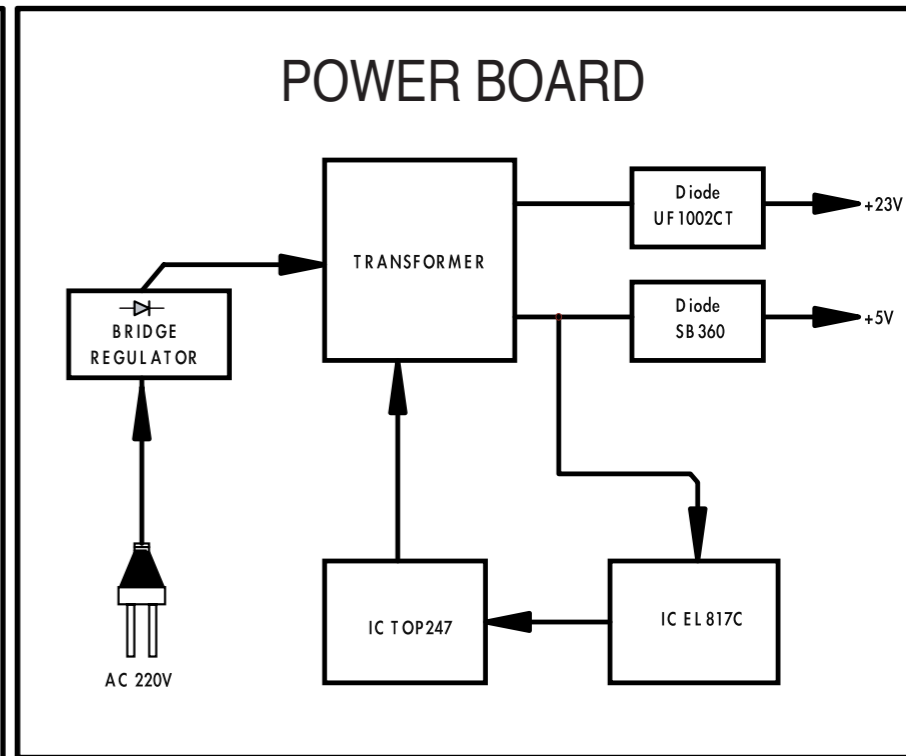 POWER BOARD
Diode
UF1002CT
+23V
TRANSFORMER
Diode
SB360
+5V
BRIDGE
REGULATOR
IC TOP247
IC EL817C
AC 220V